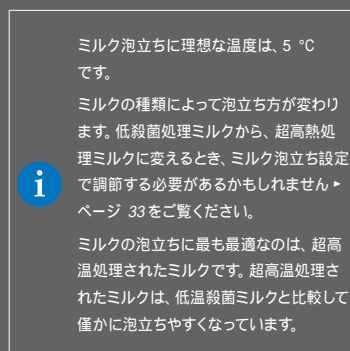 ミルク泡立ちに理想な温度は、5 °C
です。
ミルクの種類によって泡立ち方が変わり
ます。低殺菌処理ミルクから、超高熱処
理ミルクに変えるとき、ミルク泡立ち設定
で調節する必要があるかもしれません ►
ページ 33をご覧ください。
ミルクの泡立ちに最も最適なのは、超高
温処理されたミルクです。超高温処理さ
れたミルクは、低温殺菌ミルクと比較して
僅かに泡立ちやすくなっています。
i